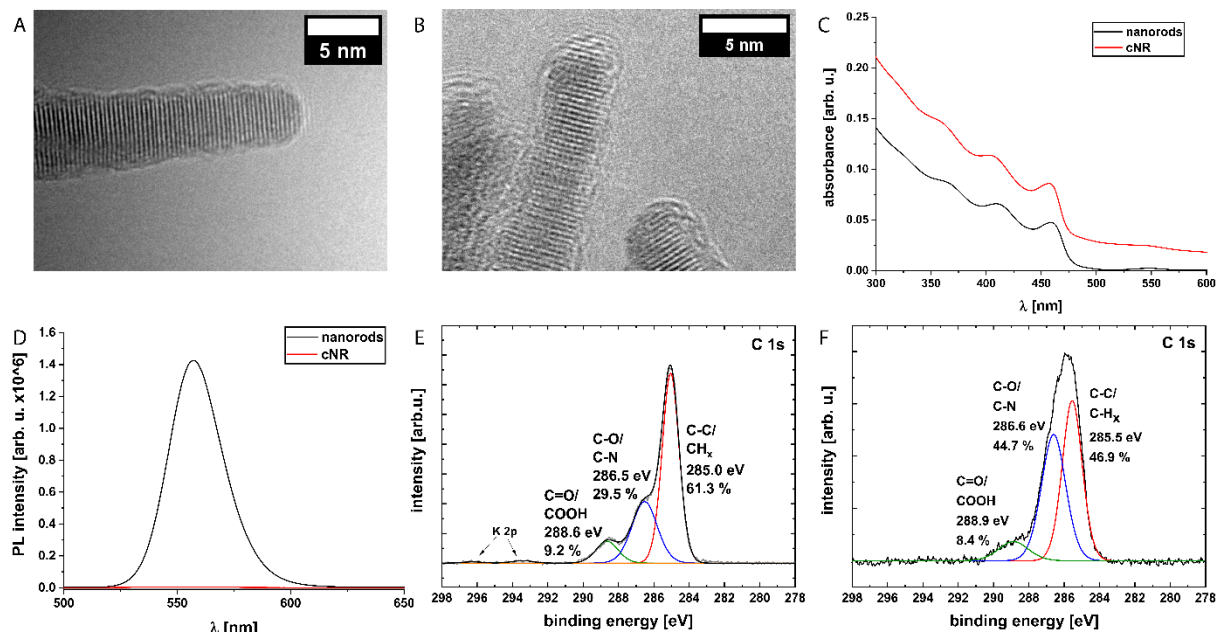 A
5 nm
B
5 nm
C
nanorods
cNR
0.25
0.20
0.15
0.10
0.05
0.00
absorbance [arb. u.]
300
350
400
450
500
550
600
λ [nm]
D
nanorods
cNR
1.6
1.4
1.2
1.0
0.8
0.6
0.4
0.2
0.0
PL intensity [arb. u. x10^6]
500
550
600
650
λ [nm]
E
C 1s
intensity [arb.u.]
K 2p
C=O/
COOH
288.6 eV
9.2 %
C-O/
C-N
286.5 eV
29.5 %
C-C/
CHx
285.0 eV
61.3 %
298 296 294 292 290 288 286 284 282 280 278
binding energy [eV]
F
C 1s
intensity [arb.u.]
C=O/
COOH
288.9 eV
8.4 %
C-O/
C-N
286.6 eV
44.7 %
C-C/
C-HX
285.5 eV
46.9 %
298 296 294 292 290 288 286 284 282 280 278
binding energy [eV]